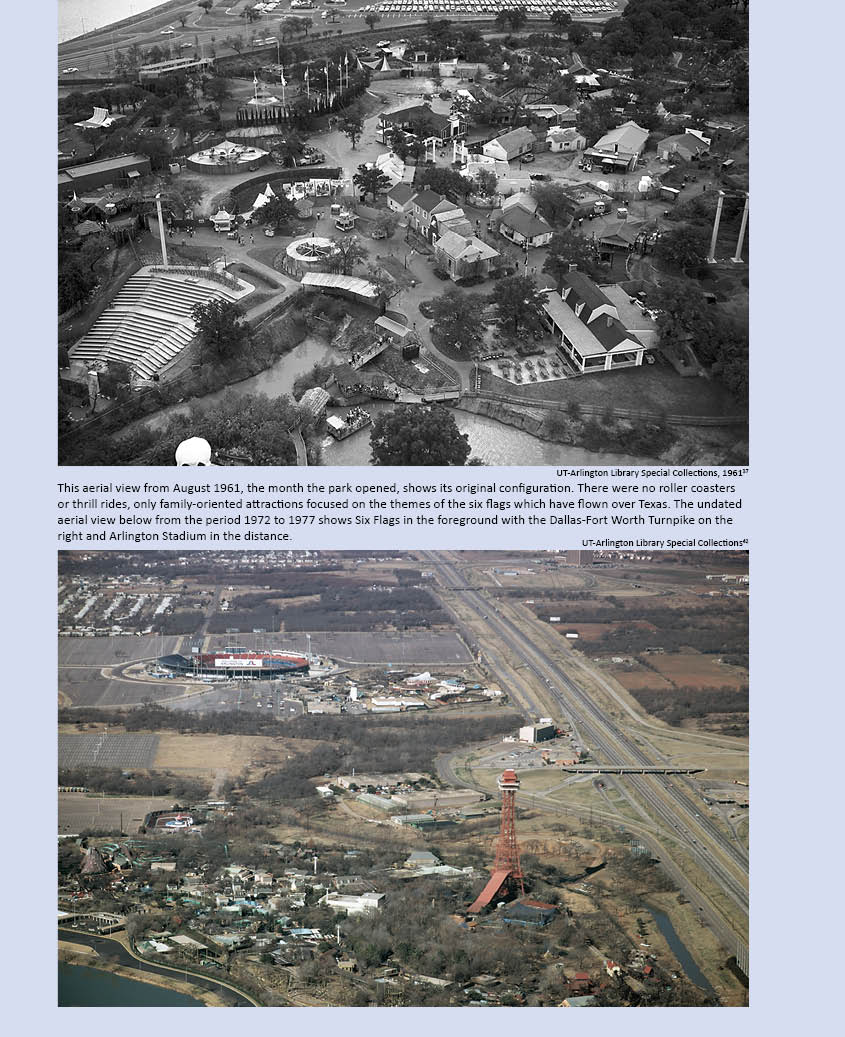 UT-Arlington Library Special Collections, 1961³⁷
This aerial view from August 1961, the month the park opened, shows its original configuration. There were no roller coasters
or thrill rides, only family-oriented attractions focused on the themes of the six flags which have flown over Texas. The undated
aerial view below from the period 1972 to 1977 shows Six Flags in the foreground with the Dallas-Fort Worth Turnpike on the
right and Arlington Stadium in the distance.
UT-Arlington Library Special Collections⁴²